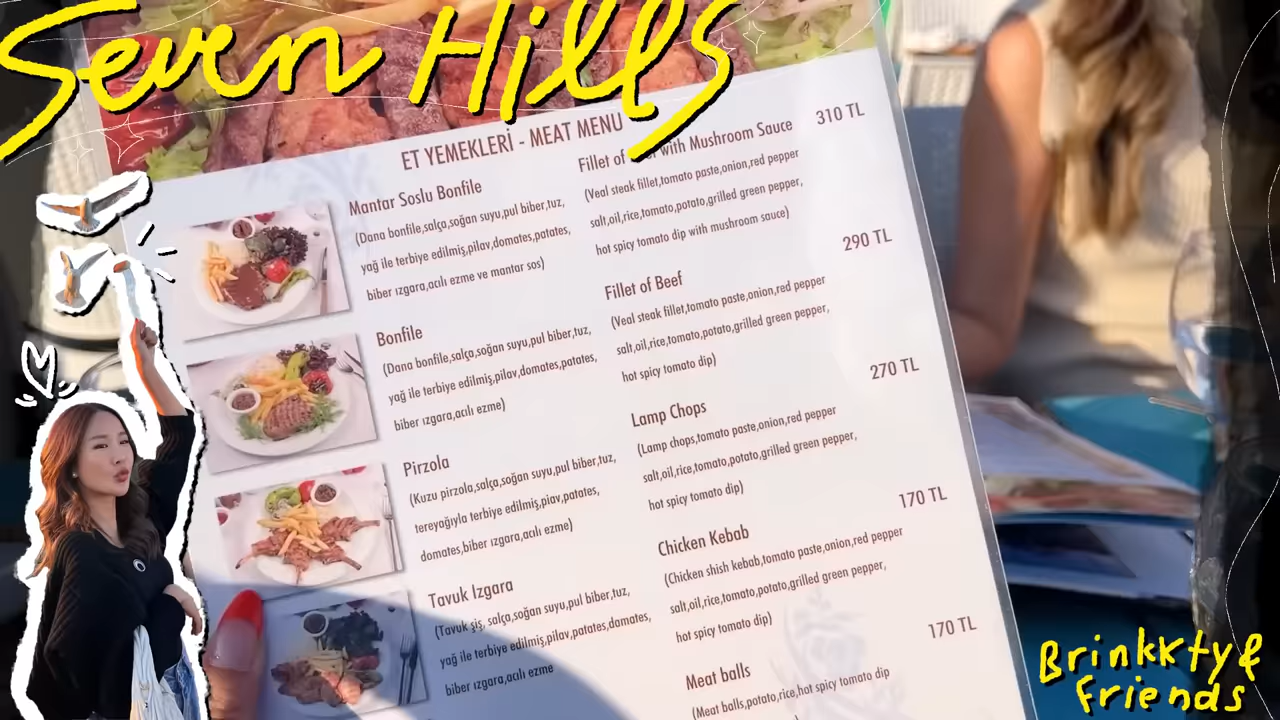 Seven Hills
ET YEMEKLERİ - MEAT MENU
Mantar Soslu Bonfile
(Dana bonfile,salça,soğan suyu,pul biber,tuz,
yağ ile terbiye edilmiş,pilav,domates,patates,
biber ızgara,acılı ezme ve mantar sos)
Fillet of with Mushroom Sauce 310 TL
(Veal steak fillet,tomato paste,onion,red pepper
salt,oil,rice,tomato,potato,grilled green pepper,
hot spicy tomato dip with mushroom sauce)
Bonfile
(Dana bonfile,salça,soğan suyu,pul biber,tuz,
yağ ile terbiye edilmiş,pilav,domates,patates,
biber ızgara,acılı ezme)
Fillet of Beef 290 TL
(Veal steak fillet,tomato paste,onion,red pepper
salt,oil,rice,tomato,potato,grilled green pepper,
hot spicy tomato dip)
Pirzola
(Kuzu pirzola,salça,soğan suyu,pul biber,tuz,
tereyağıyla terbiye edilmiş,piav,patates,
domates,biber ızgara,acılı ezme)
Lamp Chops 270 TL
(Lamp chops,tomato paste,onion,red pepper
salt,oil,rice,tomato,potato,grilled green pepper,
hot spicy tomato dip)
Tavuk Izgara
(Tavuk şiş, salça,soğan suyu,pul biber,tuz,
yağ ile terbiye edilmiş,pilav,patates,domates,
biber ızgara,acılı ezme
Chicken Kebab 170 TL
(Chicken shish kebab,tomato paste,onion,red pepper
salt,oil,rice,tomato,potato,grilled green pepper,
hot spicy tomato dip)
Meat balls 170 TL
(Meat balls,potato,rice,hot spicy tomato dip
Brinkkty &
Friends